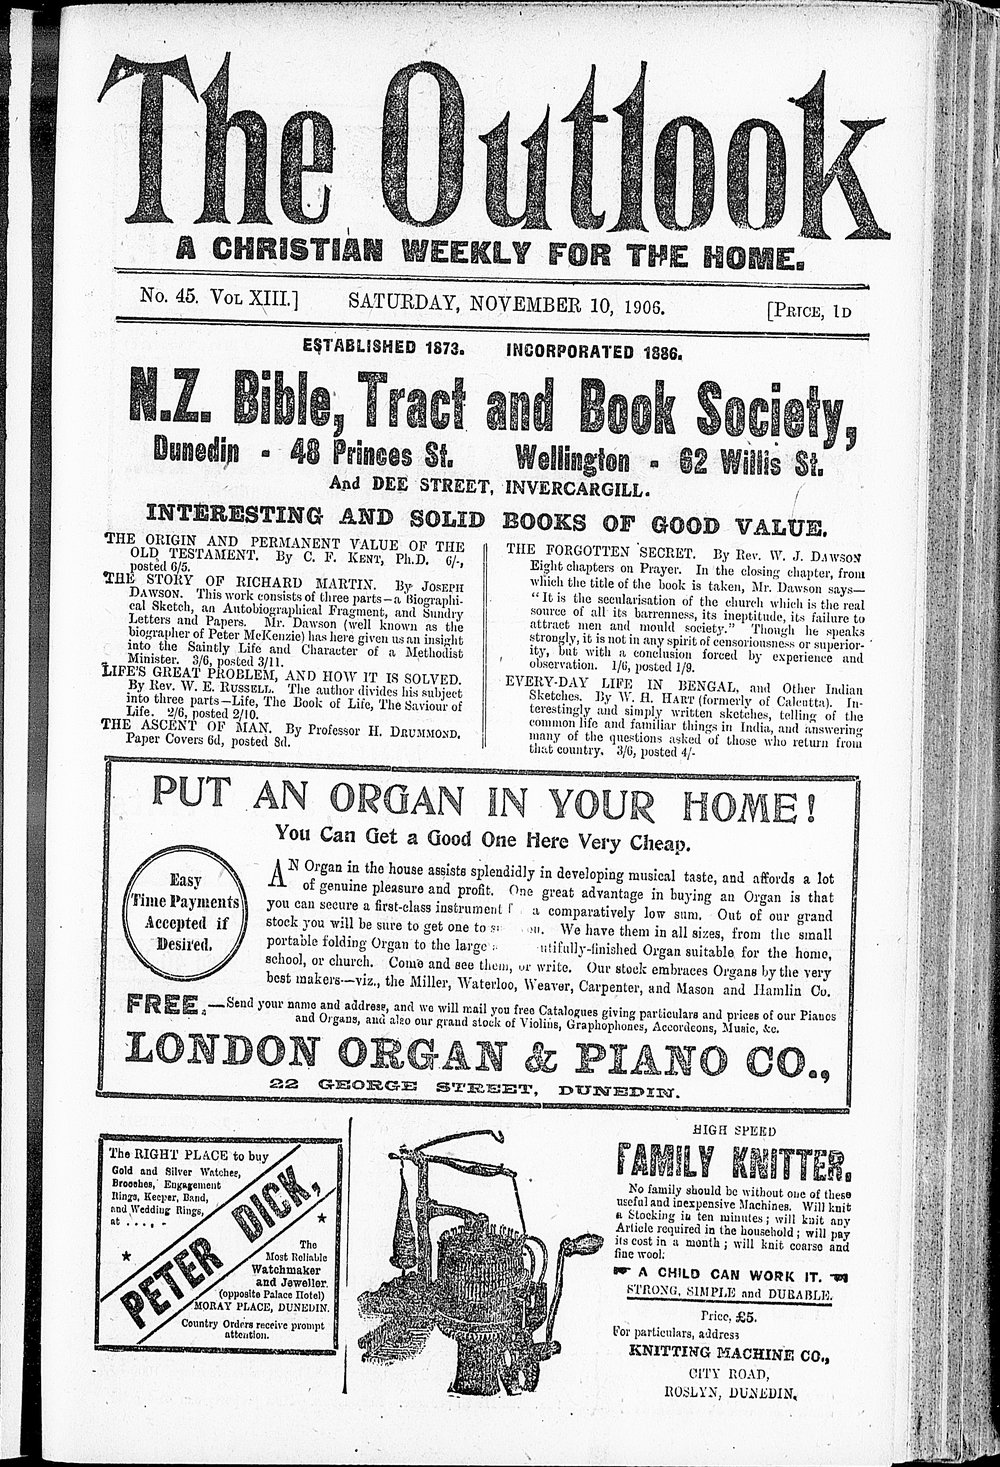 The Outlook
A CHRISTIAN WEEKLY FOR THE HOME.
No. 45. Vol XIII.]
SATURDAY, NOVEMBER 10, 1906.
[Price, 1d
ESTABLISHED 1873. INCORPORATED 1886.
N.Z. Bible, Tract and Book Society,
Dunedin - 48 Princes St. Wellington - 62 Willis St.
And DEE STREET, INVERCARGILL.
INTERESTING AND SOLID BOOKS OF GOOD VALUE.
THE ORIGIN AND PERMANENT VALUE OF THE
OLD TESTAMENT. By C. F. Kent, Ph.D. 6/-,
posted 6/5.
THE STORY OF RICHARD MARTIN. By Joseph
Dawson. This work consists of three parts—a Biographi-
cal Sketch, an Autobiographical Fragment, and Sundry
Letters and Papers. Mr. Dawson (well known as the
biographer of Peter McKenzie) has here given us an insight
into the Saintly Life and Character of a Methodist
Minister. 3/6, posted 3/11.
LIFE'S GREAT PROBLEM, AND HOW IT IS SOLVED.
By Rev. W. E. Russell. The author divides his subject
into three parts—Life, The Book of Life, The Saviour of
Life. 2/6, posted 2/10.
THE ASCENT OF MAN. By Professor H. Drummond.
Paper Covers 6d, posted 8d.
THE FORGOTTEN SECRET. By Rev. W. J. Dawson
Eight chapters on Prayer. In the closing chapter, from
which the title of the book is taken, Mr. Dawson says—
"It is the secularisation of the church which is the real
source of all its barrenness, its ineptitude, its failure to
attract men and mould society." Though he speaks
strongly, it is not in any spirit of censoriousness or superior-
ity, but with a conclusion forced by experience and
observation. 1/6, posted 1/9.
EVERY-DAY LIFE IN BENGAL, and Other Indian
Sketches. By W. H. Hart (formerly of Calcutta). In-
terestingly and simply written sketches, telling of the
common life and familiar things in India, and answering
many of the questions asked of those who return from
that country. 3/6, posted 4/-
PUT AN ORGAN IN YOUR HOME!
You Can Get a Good One Here Very Cheap.
Easy
Time Payments
Accepted if
Desired.
AN Organ in the house assists splendidly in developing musical taste, and affords a lot
of genuine pleasure and profit. One great advantage in buying an Organ is that
you can secure a first-class instrument f a comparatively low sum. Out of our grand
stock you will be sure to get one to We have them in all sizes, from the small
portable folding Organ to the large utifully-finished Organ suitable for the home,
school, or church. Come and see them, or write. Our stock embraces Organs by the very
best makers—viz., the Miller, Waterloo, Weaver, Carpenter, and Mason and Hamlin Co.
FREE.—Send your name and address, and we will mail you free Catalogues giving particulars and prices of our Pianos
and Organs, and also our grand stock of Violins, Graphophones, Accordeons, Music, &c.
LONDON ORGAN & PIANO CO.,
22 GEORGE STREET, DUNEDIN.
The RIGHT PLACE to buy
Gold and Silver Watches,
Brooches, Engagement
Rings, Keeper, Band,
and Wedding Rings,
at . . . . -
PETER DICK,
The
Most Reliable
Watchmaker
and Jeweller.
(opposite Palace Hotel)
MORAY PLACE, DUNEDIN.
Country Orders receive prompt
attention.
HIGH SPEED
FAMILY KNITTER.
No family should be without one of these
useful and inexpensive Machines. Will knit
a Stocking in ten minutes; will knit any
Article required in the household; will pay
its cost in a month; will knit coarse and
fine wool:
A CHILD CAN WORK IT.
STRONG, SIMPLE and DURABLE.
Price, £5.
For particulars, address
KNITTING MACHINE CO.,
CITY ROAD,
ROSLYN, DUNEDIN.